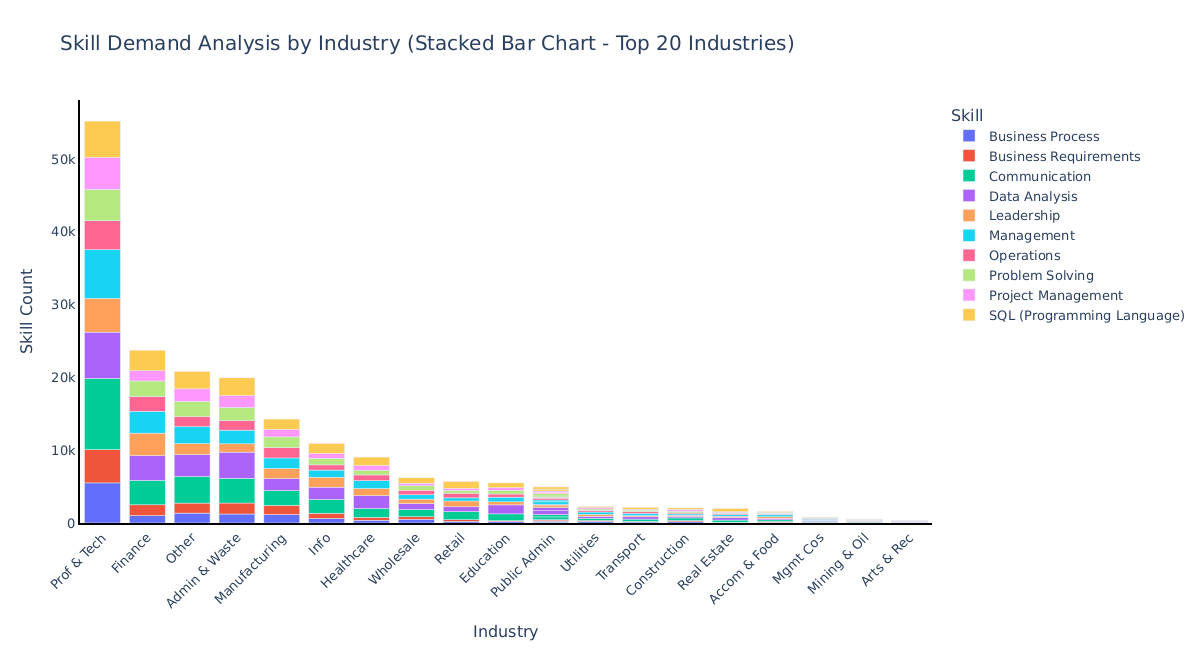 Skill Demand Analysis by Industry (Stacked Bar Chart - Top 20 Industries)
Skill
Business Process
Business Requirements
Communication
Data Analysis
Leadership
Management
Operations
Problem Solving
Project Management
SQL (Programming Language)
Skill Count
50k
40k
30k
20k
10k
0
Prof & Tech
Finance
Other
Admin & Waste
Manufacturing
Info
Healthcare
Wholesale
Retail
Education
Public Admin
Utilities
Transport
Construction
Real Estate
Accom & Food
Mgmt Cos
Mining & Oil
Arts & Rec
Industry